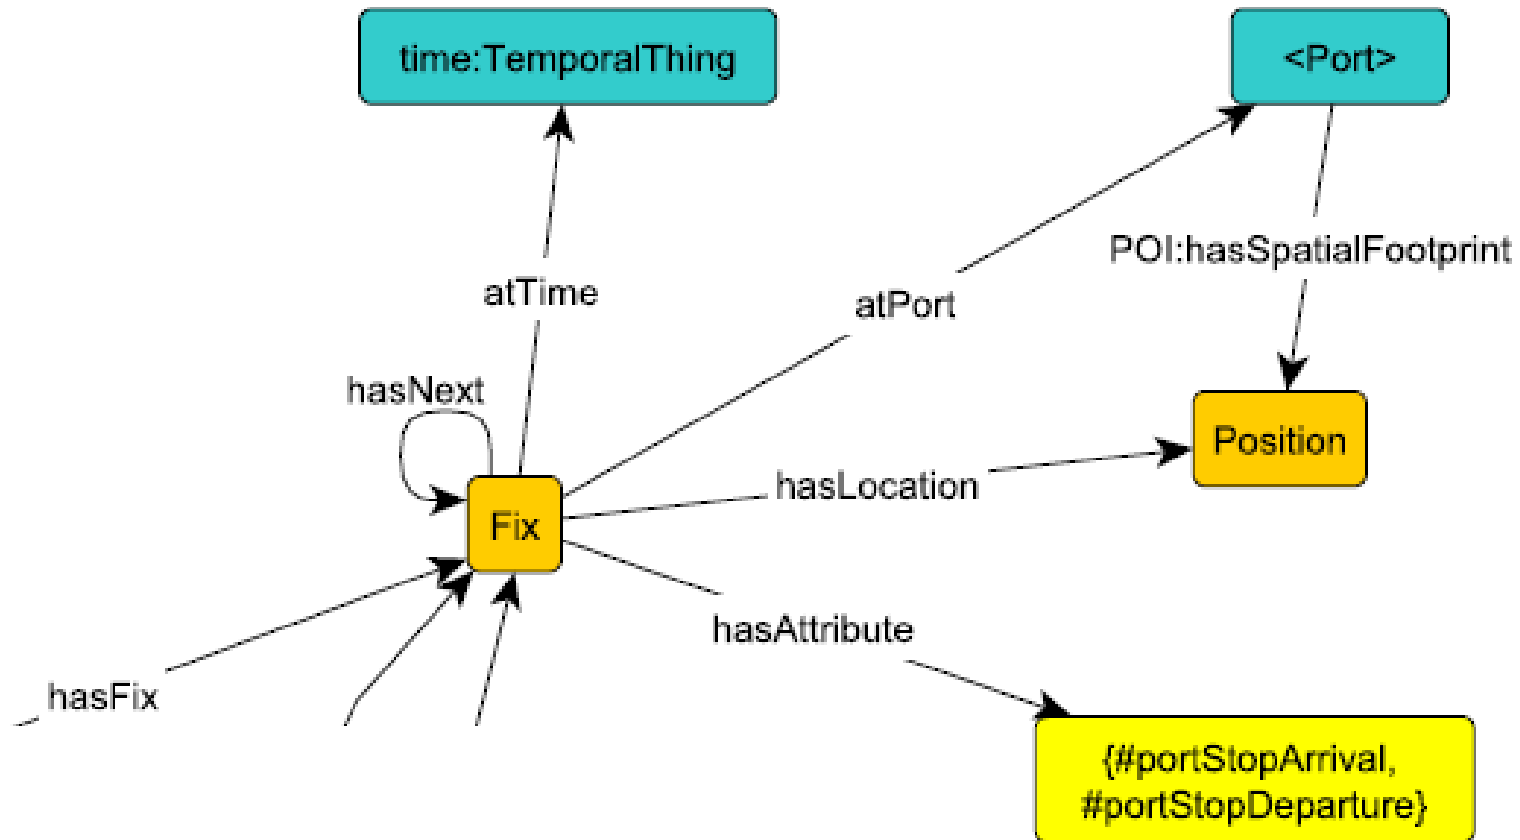 time:TemporalThing
<Port>
POI:hasSpatialFootprint
atTime
atPort
hasNext
Position
hasLocation
Fix
hasAttribute
hasFix
{#portStopArrival,
#portStopDeparture}